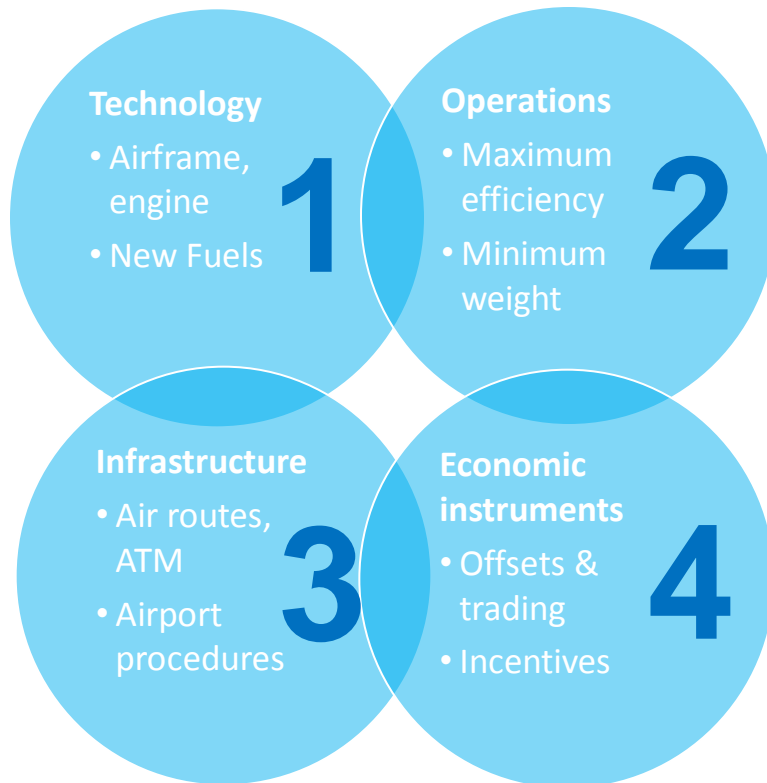 Technology
• Airframe,
engine
• New Fuels
1
Operations
• Maximum
efficiency
• Minimum
weight
2
Infrastructure
• Air routes,
ATM
• Airport
procedures
3
Economic
instruments
• Offsets &
trading
• Incentives
4